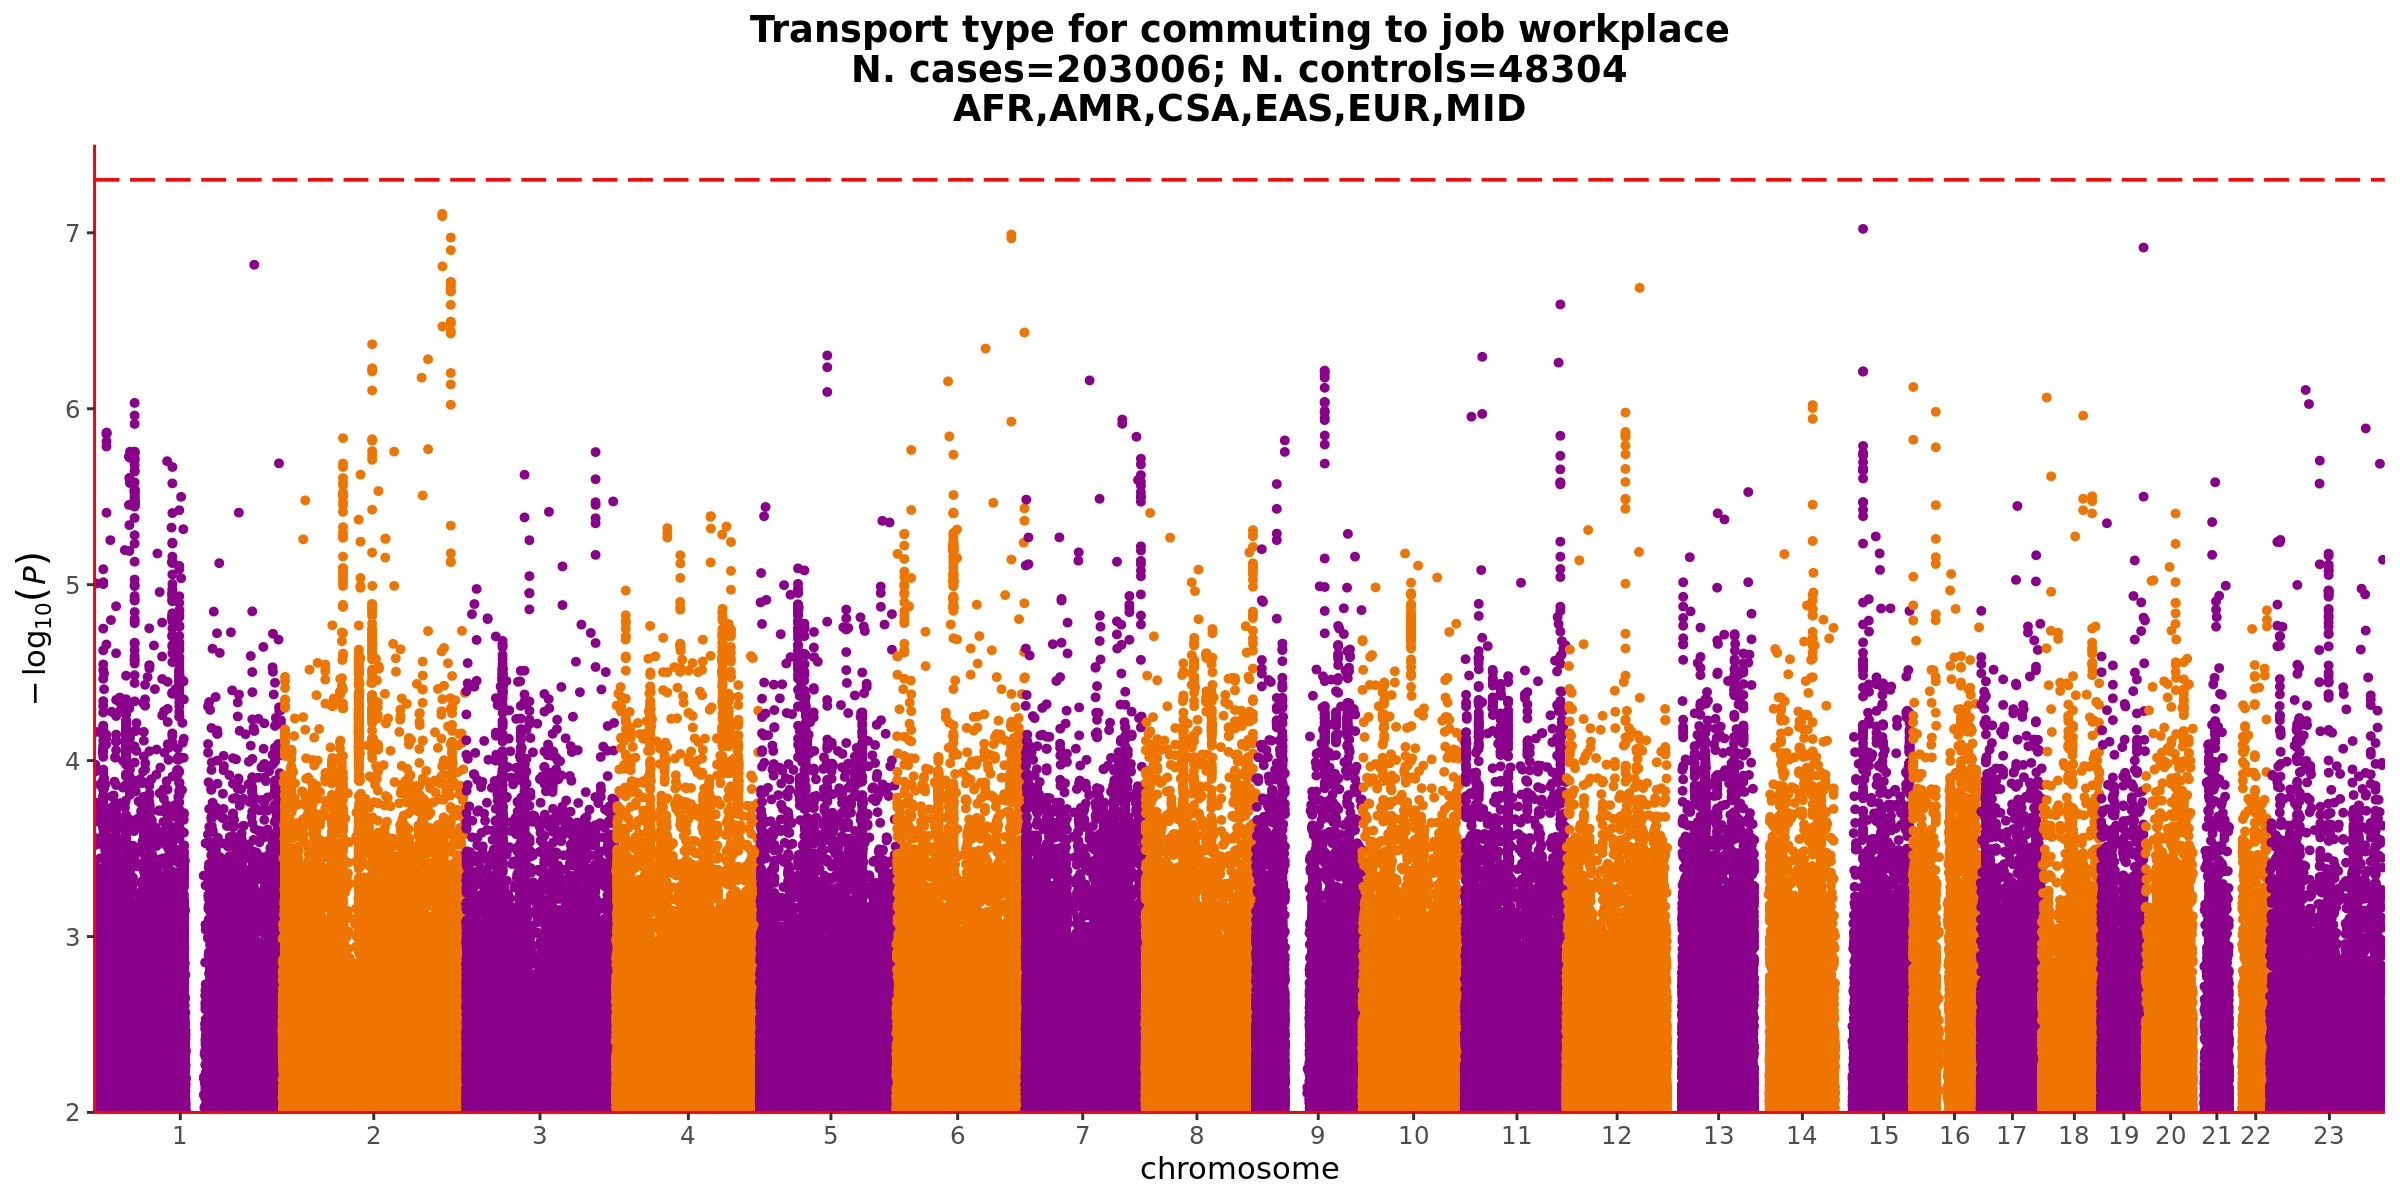 Transport type for commuting to job workplace
N. cases=203006; N. controls=48304
AFR,AMR,CSA,EAS,EUR,MID
−log10(P)
7
6
5
4
3
2
1 2 3 4 5 6 7 8 9 10 11 12 13 14 15 16 17 18 19 20 21 22 23
chromosome